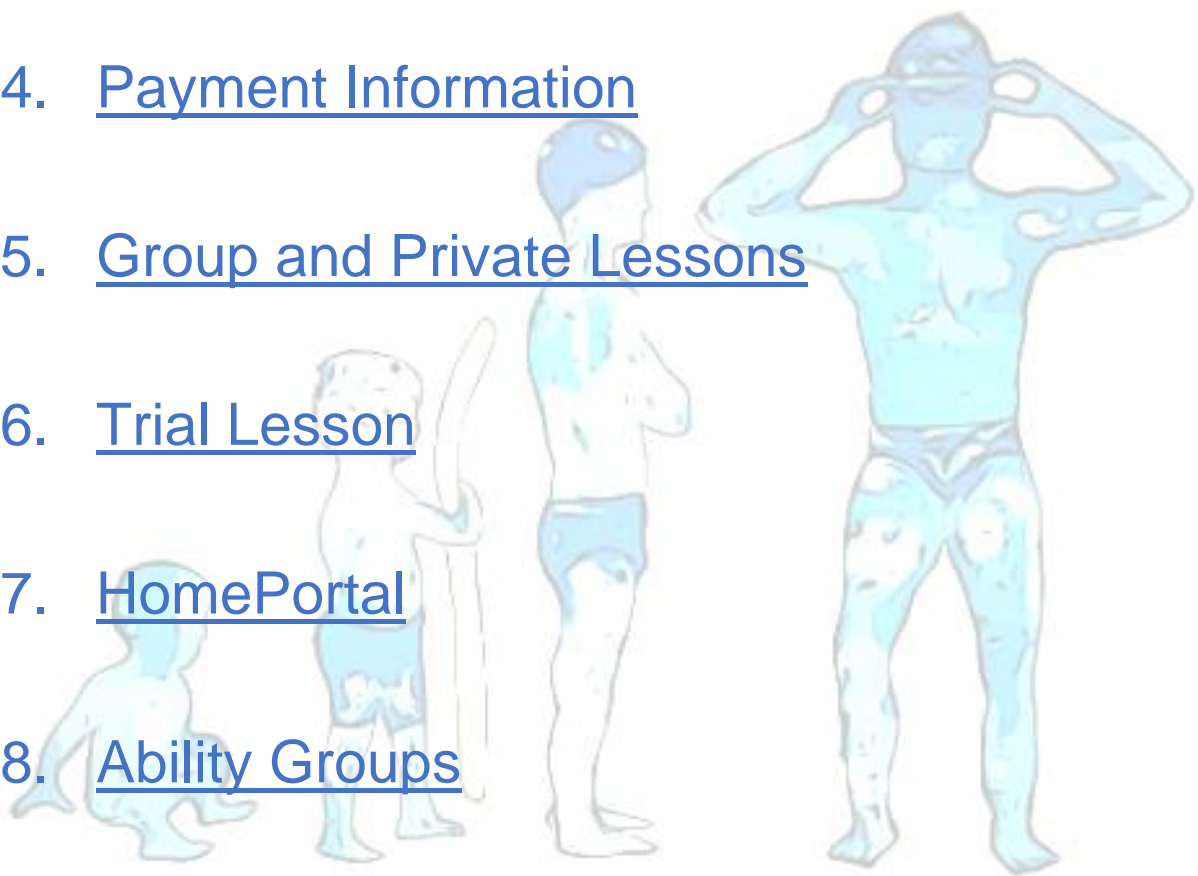 4. Payment Information
5. Group and Private Lessons
6. Trial Lesson
7. HomePortal
8. Ability Groups